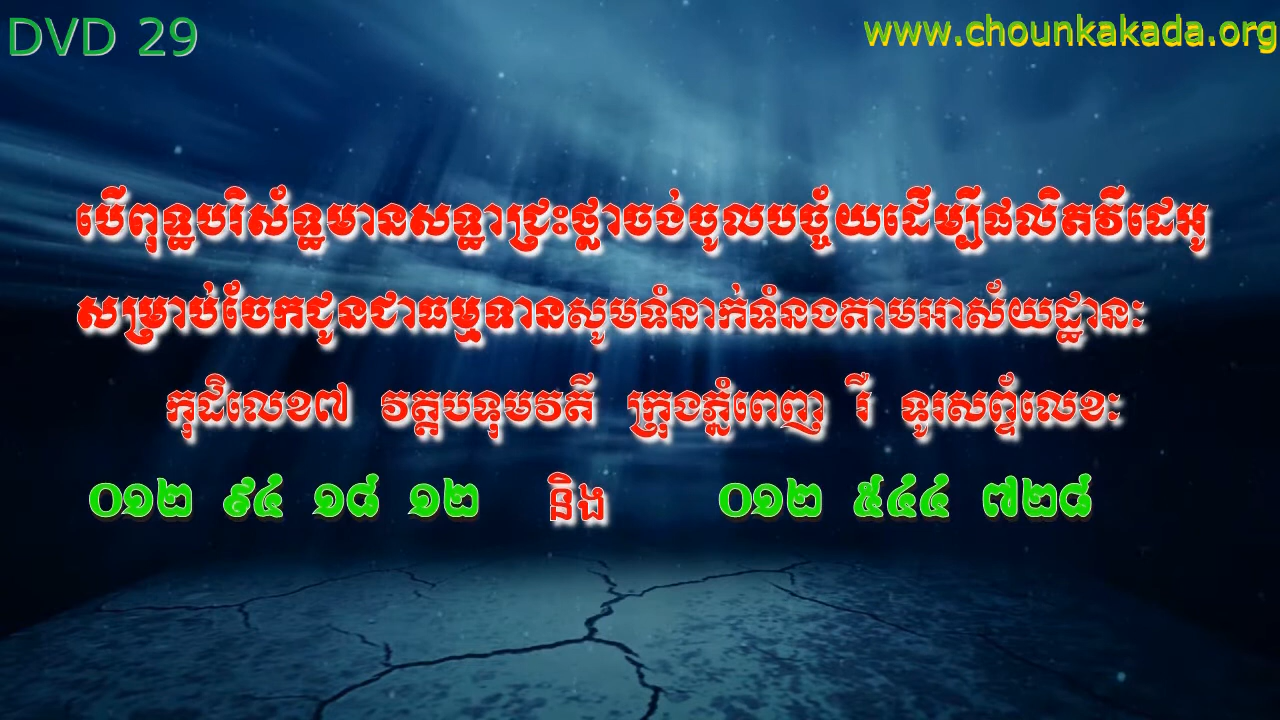 DVD 29
www.chounkakada.org
បើពុទ្ធបរិស័ទ្ធមានសទ្ធាជ្រះថ្លាចង់ចូលបច្ច័យដើម្បីផលិតវីដេអូ
សម្រាប់ចែកជូនជាធម្មទានសូមទំនាក់ទំនងតាមអាស័យដ្ឋានៈ
កុដិលេខ៧ វត្តបទុមវតី ក្រុងភ្នំពេញ រឺ ទូរសព្ទ័លេខៈ
០១២ ៩៤ ១៨ ១២ និង ០១២ ៥៤៤ ៧២៨